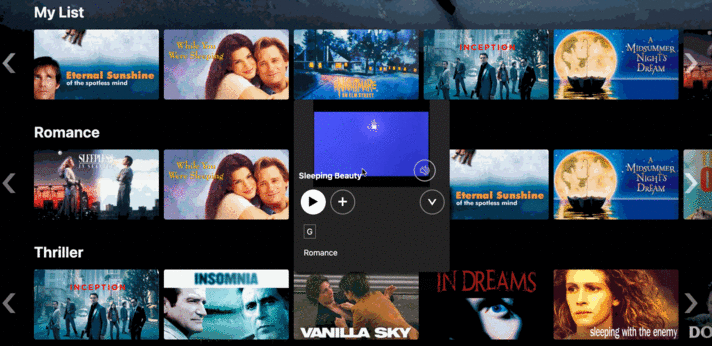 My List
Eternal Sunshine
of the spotless mind
While You
Were Sleeping
NIGHTMARE
ON ELM STREET
INCEPTION
A
MIDSUMMER
NIGHT'S
DREAM
Romance
SLEEPLESS
IN SEATTLE
While You
Were Sleeping
Sleeping Beauty
G
Romance
Eternal Sunshine
of the spotless mind
A
MIDSUMMER
NIGHT'S
DREAM
Thriller
INCEPTION
INSOMNIA
VANILLA SKY
IN DREAMS
sleeping with the enemy
DO